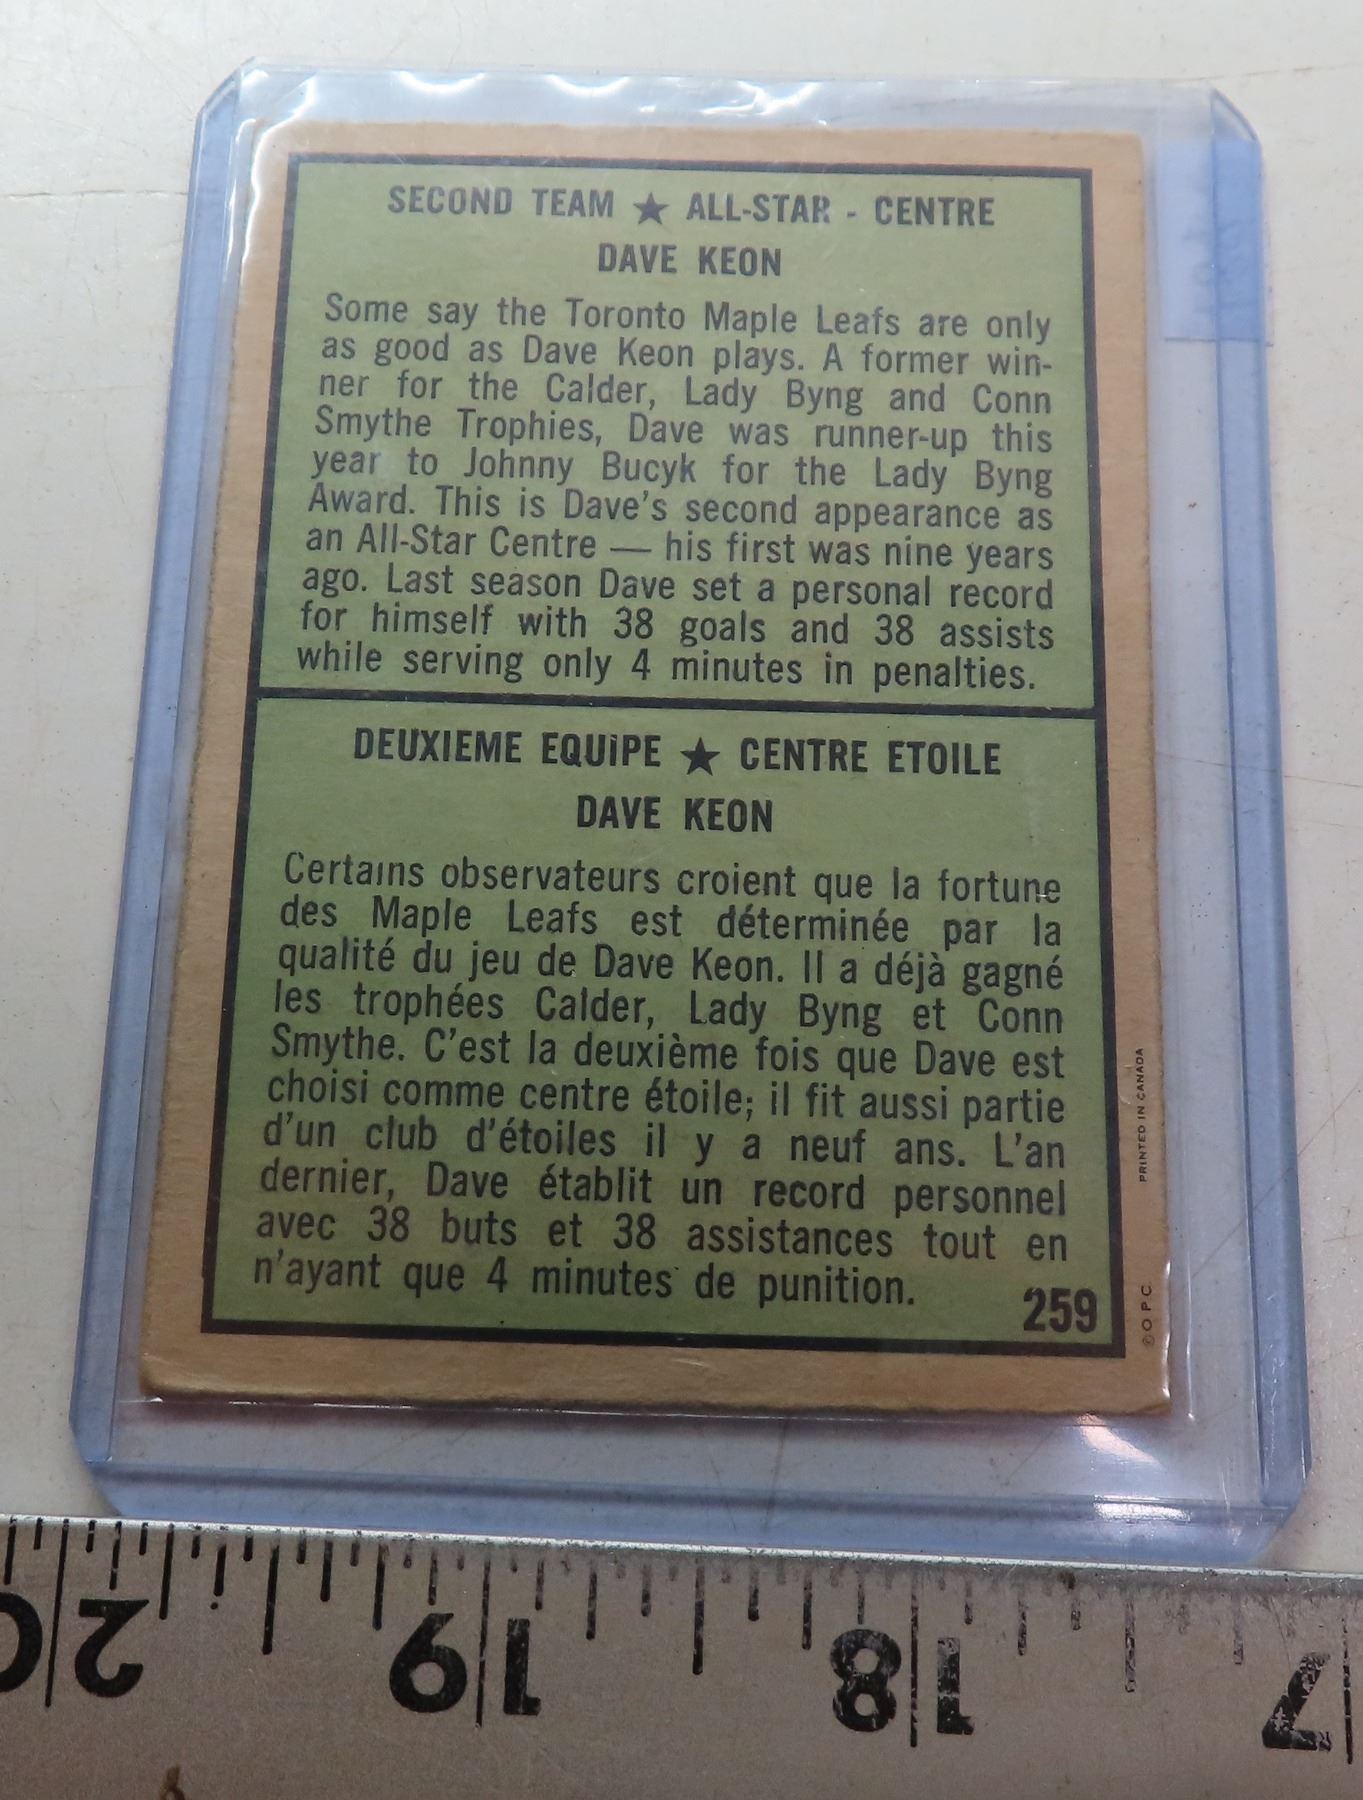 SECOND TEAM ★ ALL-STAR - CENTRE
DAVE KEON
Some say the Toronto Maple Leafs are only
as good as Dave Keon plays. A former win-
ner for the Calder, Lady Byng and Conn
Smythe Trophies, Dave was runner-up this
year to Johnny Bucyk for the Lady Byng
Award. This is Dave's second appearance as
an All-Star Centre — his first was nine years
ago. Last season Dave set a personal record
for himself with 38 goals and 38 assists
while serving only 4 minutes in penalties.
DEUXIEME EQUIPE ★ CENTRE ETOILE
DAVE KEON
Certains observateurs croient que la fortune
des Maple Leafs est déterminée par la
qualité du jeu de Dave Keon. Il a déjà gagné
les trophées Calder, Lady Byng et Conn
Smythe. C'est la deuxième fois que Dave est
choisi comme centre étoile; il fit aussi partie
d'un club d'étoiles il y a neuf ans. L'an
dernier, Dave établit un record personnel
avec 38 buts et 38 assistances tout en
n'ayant que 4 minutes de punition.
259
©O.P.C. PRINTED IN CANADA
20 19 18 17